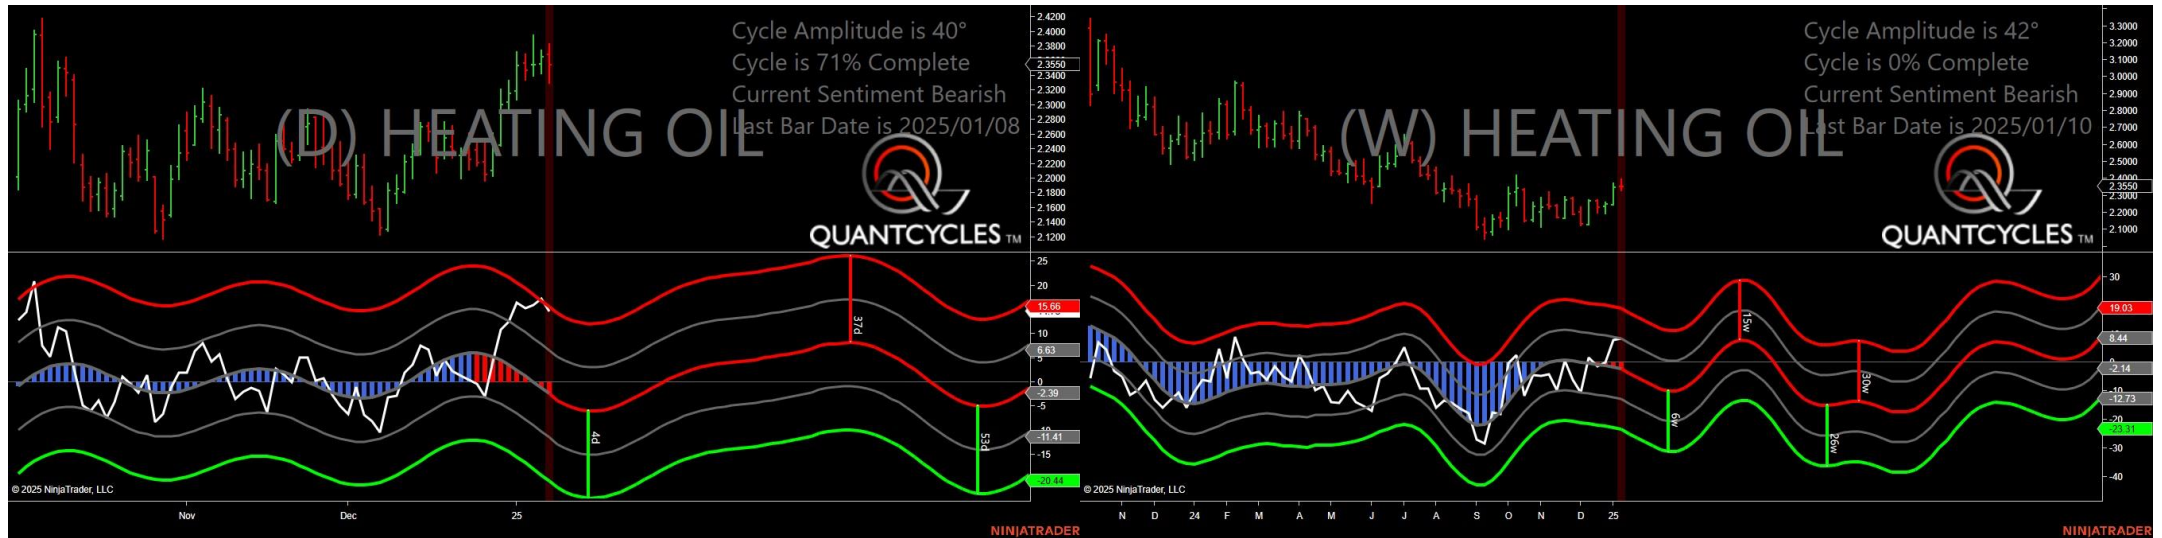 Cycle Amplitude is 40°
Cycle is 71% Complete
Current Sentiment Bearish
Last Bar Date is 2025/01/08
(D) HEATING OIL
QUANTCYCLES TM
2.4200
2.3800
2.3550
2.3400
2.3200
2.3000
2.2800
2.2600
2.2400
2.2200
2.2000
2.1800
2.1600
2.1400
2.1200
25
20
15.66
10
6.63
5
0
-2.39
-5
-11.41
-15
-20.44
37d
4d
53d
© 2025 NinjaTrader, LLC
Nov
Dec
25
NINJATRADER
Cycle Amplitude is 42°
Cycle is 0% Complete
Current Sentiment Bearish
Last Bar Date is 2025/01/10
(W) HEATING OIL
QUANTCYCLES TM
3.3000
3.2000
3.1000
3.0000
2.9000
2.8000
2.7000
2.6000
2.5000
2.4000
2.3550
2.3000
2.2000
2.1000
30
19.03
8.44
0
-2.14
-10
-12.73
-20
-23.31
-30
-40
15w
30w
6w
26w
© 2025 NinjaTrader, LLC
N D 24 F M A M J J A S O N D 25
NINJATRADER